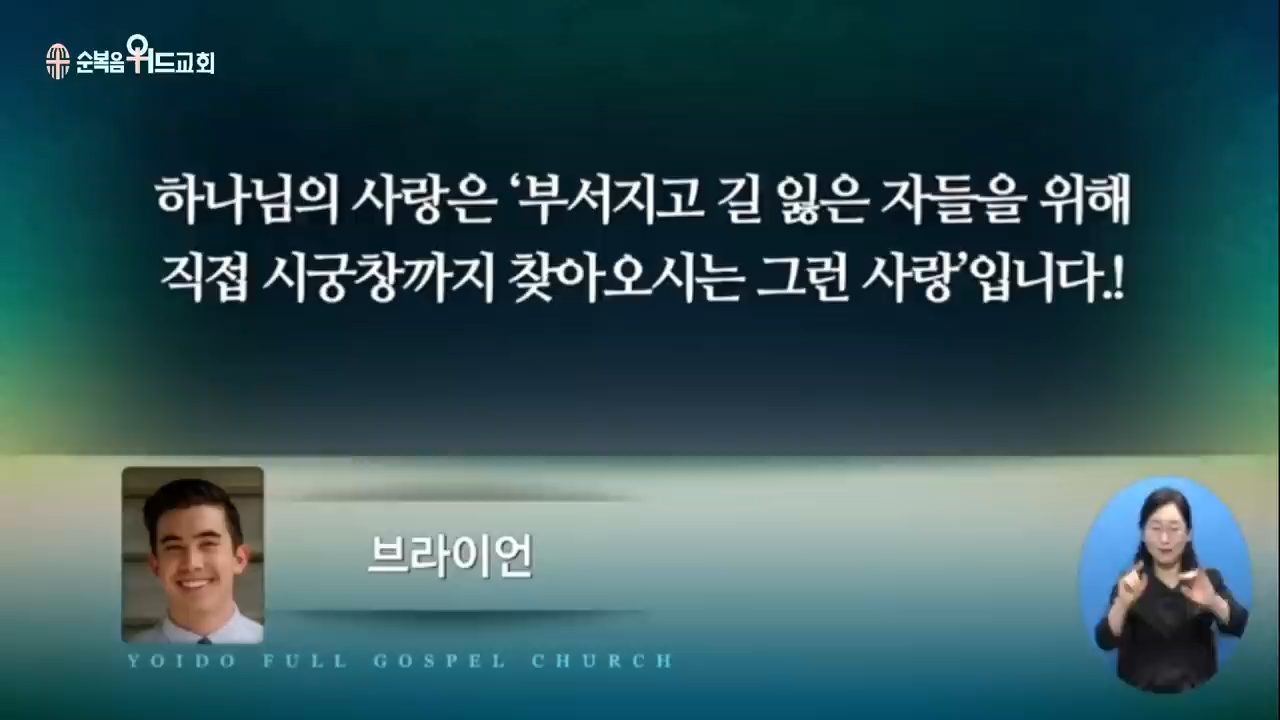 순복음위드교회
하나님의 사랑은 ‘부서지고 길 잃은 자들을 위해
직접 시궁창까지 찾아오시는 그런 사랑’입니다.!
브라이언
YOIDO FULL GOSPEL CHURCH